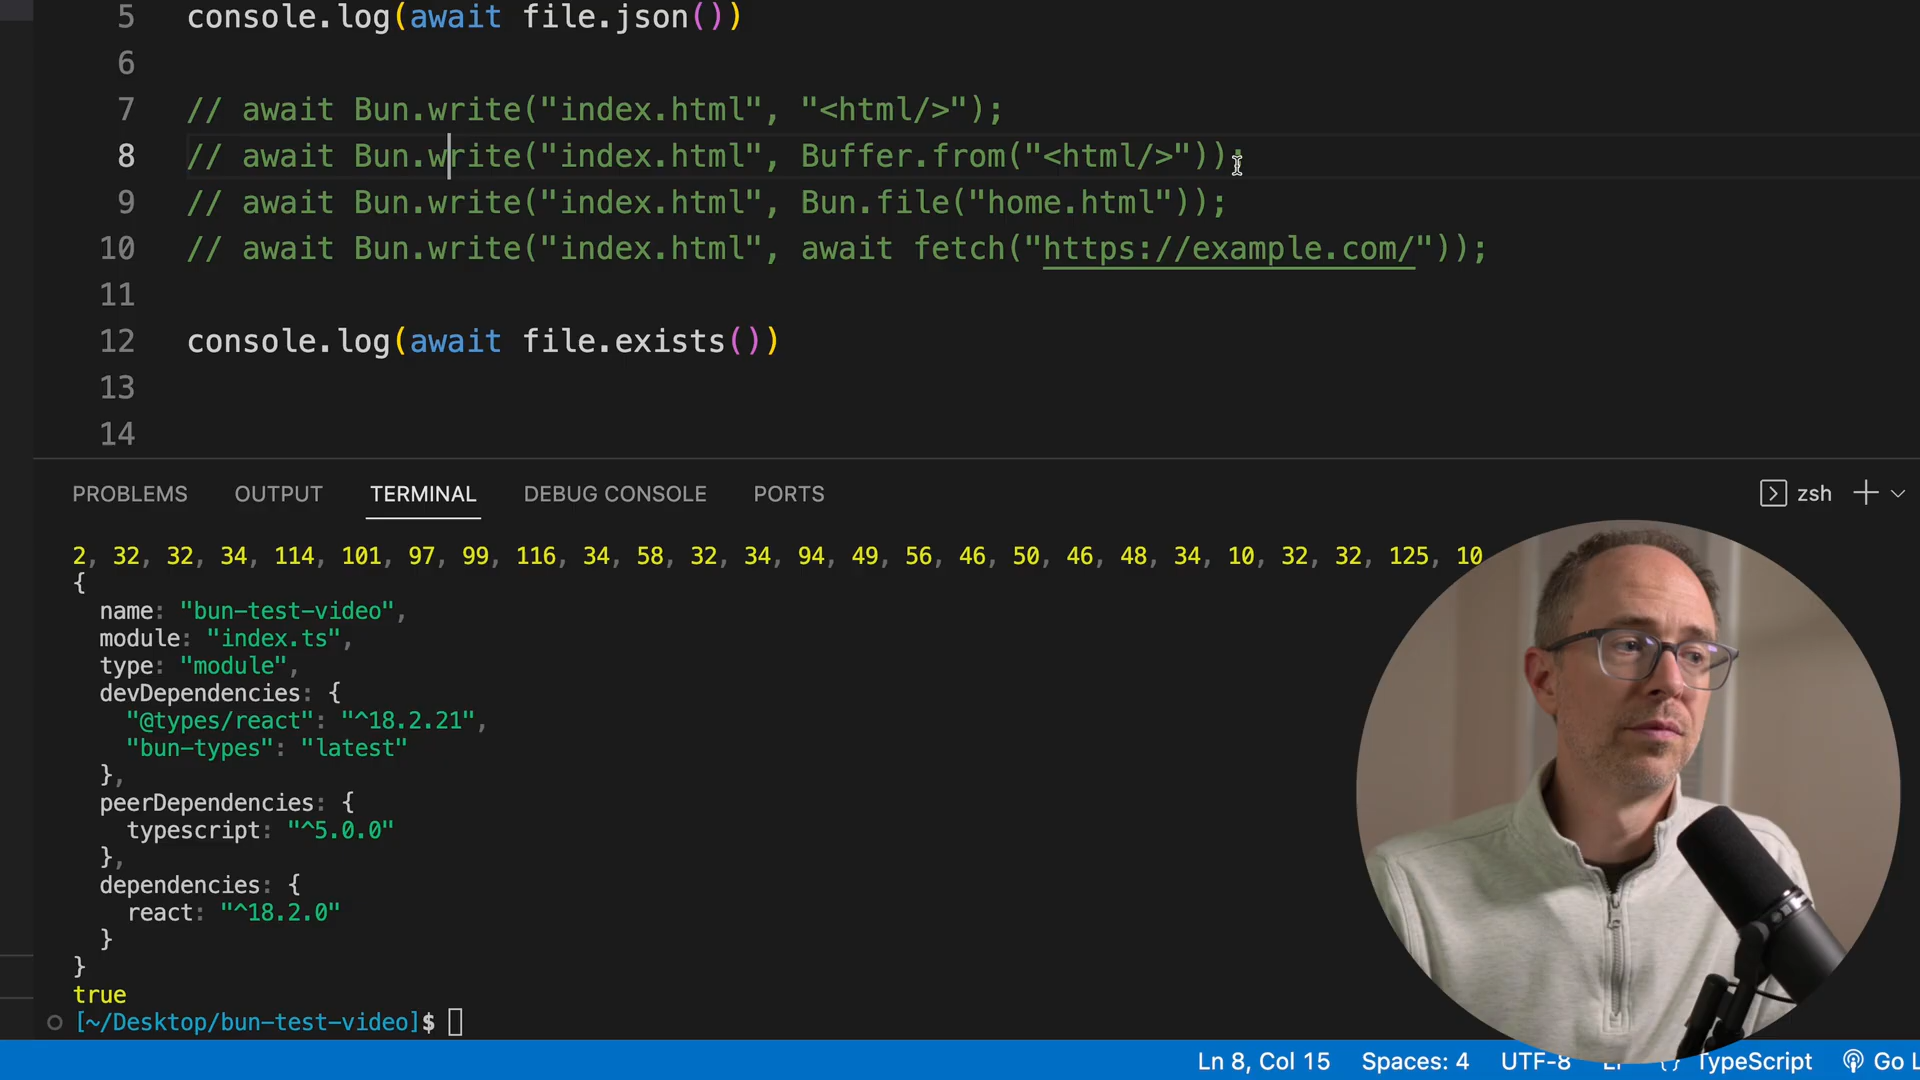 5 console.log(await file.json())
6
7 // await Bun.write("index.html", "<html/>");
8 // await Bun.write("index.html", Buffer.from("<html/>"));
9 // await Bun.write("index.html", Bun.file("home.html"));
10 // await Bun.write("index.html", await fetch("https://example.com/"));
11
12 console.log(await file.exists())
13
14
PROBLEMS OUTPUT TERMINAL DEBUG CONSOLE PORTS zsh
2, 32, 32, 34, 114, 101, 97, 99, 116, 34, 58, 32, 34, 94, 49, 56, 46, 50, 46, 48, 34, 10, 32, 32, 125, 10
{
name: "bun-test-video",
module: "index.ts",
type: "module",
devDependencies: {
"@types/react": "^18.2.21",
"bun-types": "latest"
},
peerDependencies: {
typescript: "^5.0.0"
},
dependencies: {
react: "^18.2.0"
}
}
true
[~/Desktop/bun-test-video]$
Ln 8, Col 15 Spaces: 4 UTF-8 TypeScript Go